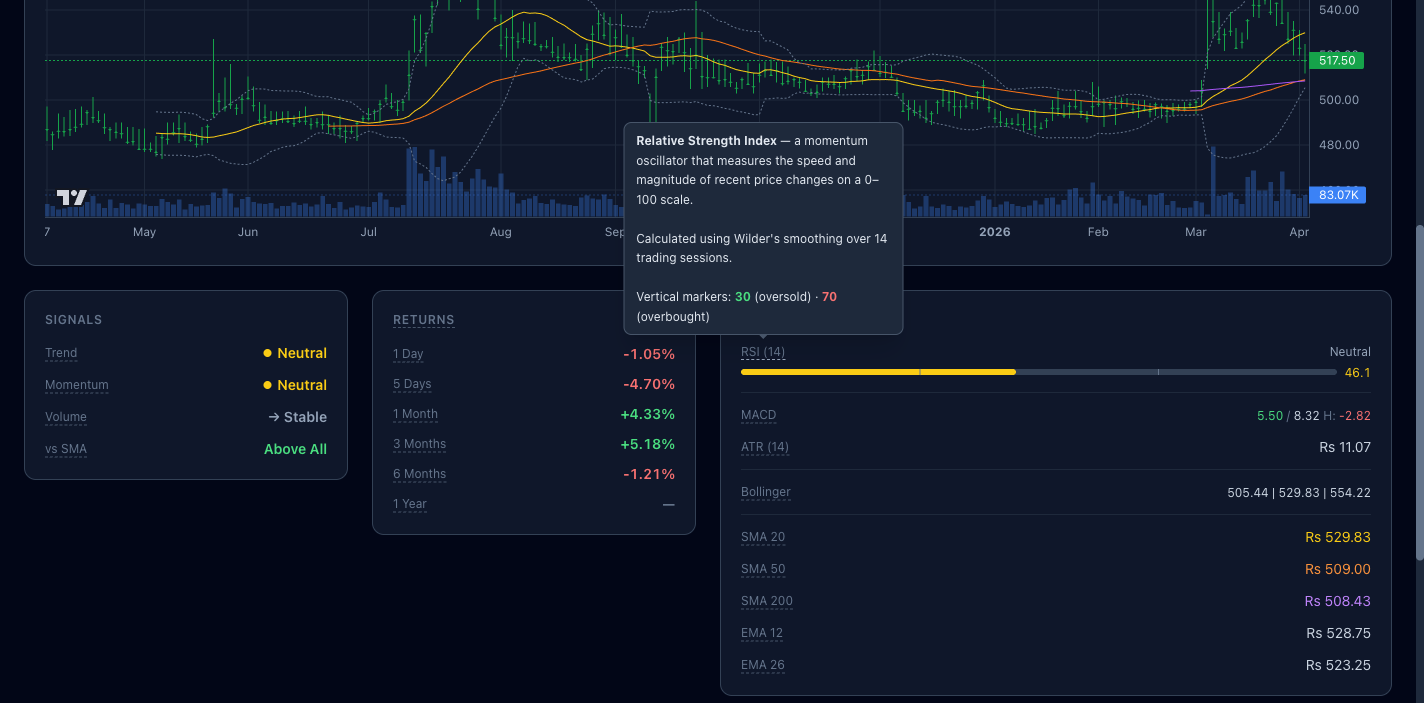 540.00
517.50
500.00
480.00
83.07K
7 May Jun Jul Aug Sep 2026 Feb Mar Apr
Relative Strength Index — a momentum
oscillator that measures the speed and
magnitude of recent price changes on a 0–
100 scale.
Calculated using Wilder's smoothing over 14
trading sessions.
Vertical markers: 30 (oversold) · 70
(overbought)
SIGNALS
Trend ● Neutral
Momentum ● Neutral
Volume → Stable
vs SMA Above All
RETURNS
1 Day -1.05%
5 Days -4.70%
1 Month +4.33%
3 Months +5.18%
6 Months -1.21%
1 Year —
RSI (14) Neutral
46.1
MACD 5.50 / 8.32 H: -2.82
ATR (14) Rs 11.07
Bollinger 505.44 | 529.83 | 554.22
SMA 20 Rs 529.83
SMA 50 Rs 509.00
SMA 200 Rs 508.43
EMA 12 Rs 528.75
EMA 26 Rs 523.25